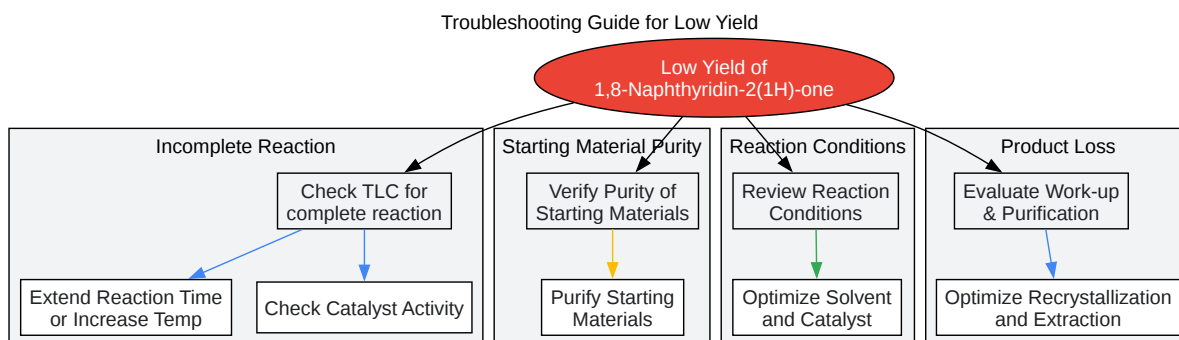 Troubleshooting Guide for Low Yield
Low Yield of
1,8-Naphthyridin-2(1H)-one
Incomplete Reaction
Check TLC for
complete reaction
Extend Reaction Time
or Increase Temp
Check Catalyst Activity
Starting Material Purity
Verify Purity of
Starting Materials
Purify Starting
Materials
Reaction Conditions
Review Reaction
Conditions
Optimize Solvent
and Catalyst
Product Loss
Evaluate Work-up
& Purification
Optimize Recrystallization
and Extraction